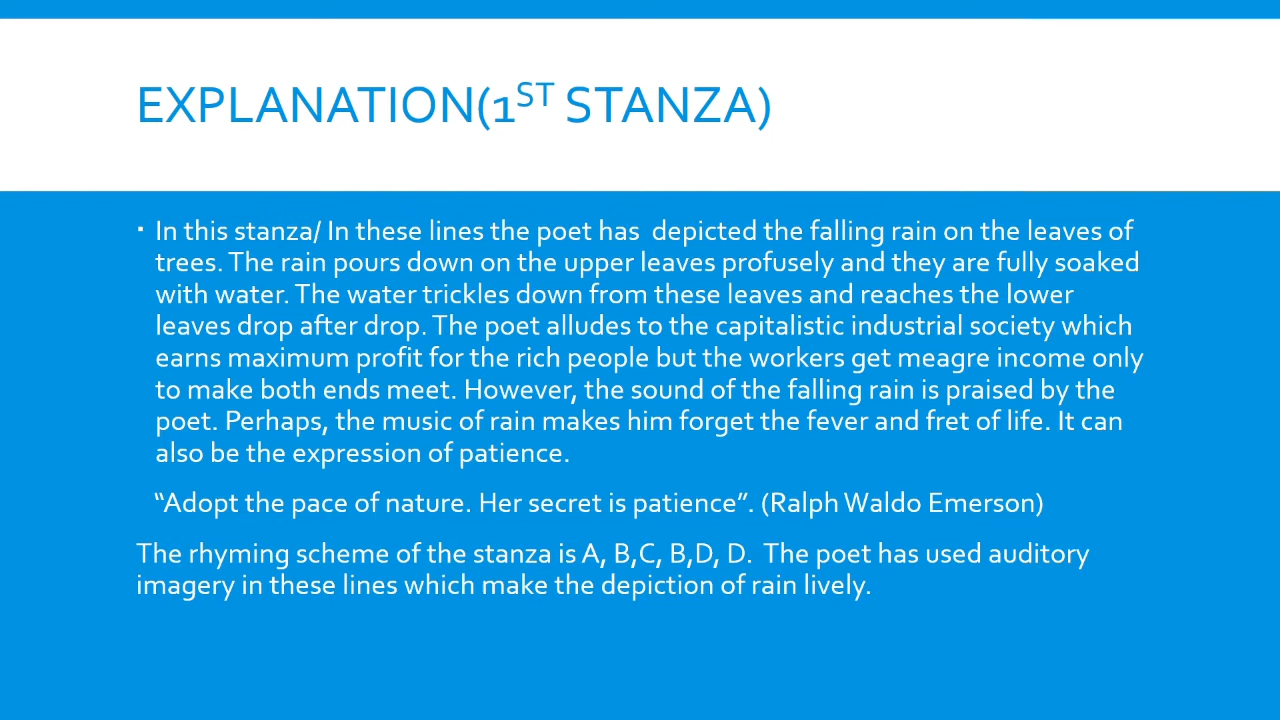 EXPLANATION(1ST STANZA)
▪ In this stanza/ In these lines the poet has  depicted the falling rain on the leaves of
trees. The rain pours down on the upper leaves profusely and they are fully soaked
with water. The water trickles down from these leaves and reaches the lower
leaves drop after drop. The poet alludes to the capitalistic industrial society which
earns maximum profit for the rich people but the workers get meagre income only
to make both ends meet. However, the sound of the falling rain is praised by the
poet. Perhaps, the music of rain makes him forget the fever and fret of life. It can
also be the expression of patience.
“Adopt the pace of nature. Her secret is patience”. (Ralph Waldo Emerson)
The rhyming scheme of the stanza is A, B,C, B,D, D.  The poet has used auditory
imagery in these lines which make the depiction of rain lively.